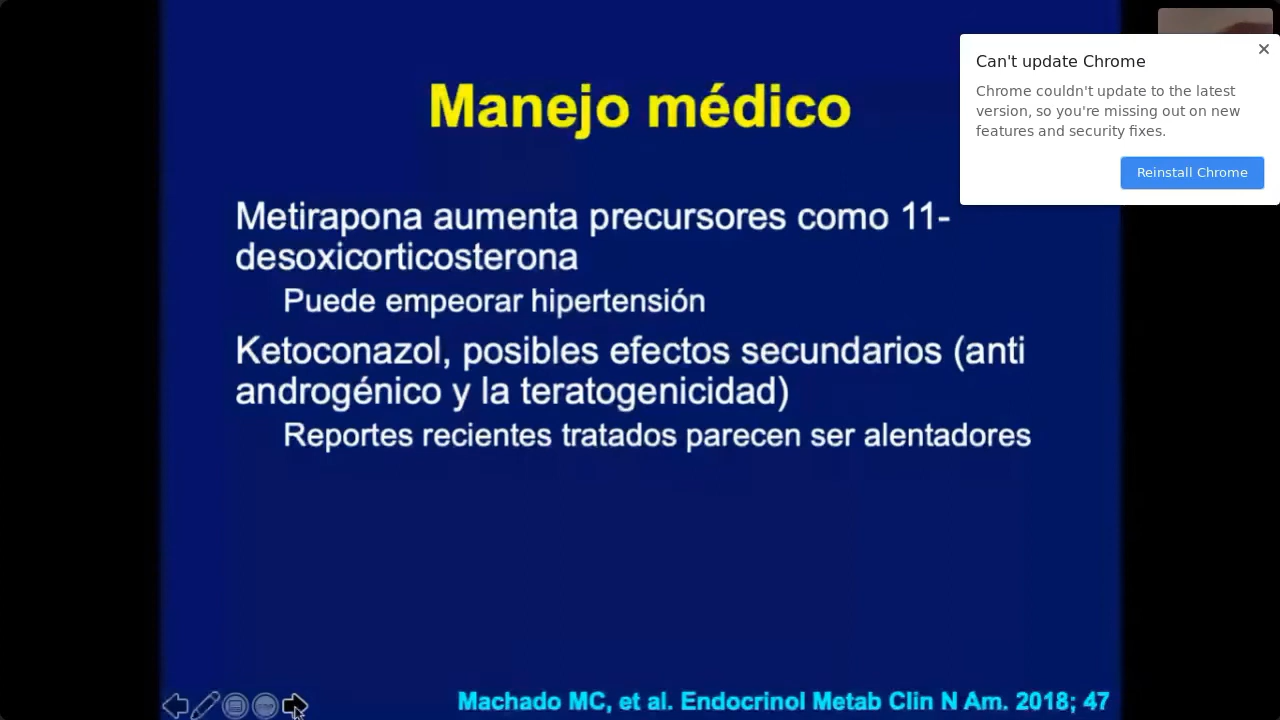 Manejo médico
Metirapona aumenta precursores como 11-
desoxicorticosterona
Puede empeorar hipertensión
Ketoconazol, posibles efectos secundarios (anti
androgénico y la teratogenicidad)
Reportes recientes tratados parecen ser alentadores
Machado MC, et al. Endocrinol Metab Clin N Am. 2018; 47
Can't update Chrome
Chrome couldn't update to the latest
version, so you're missing out on new
features and security fixes.
Reinstall Chrome